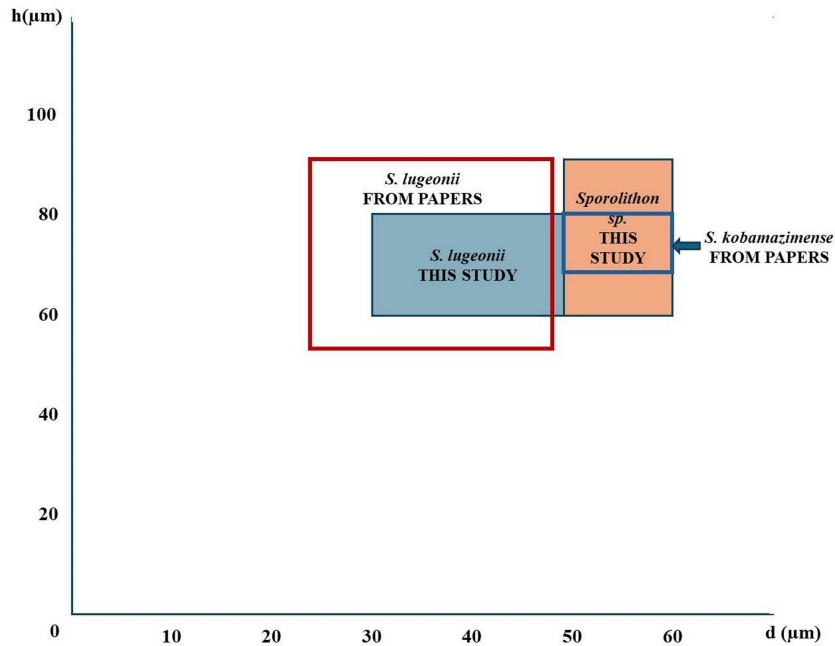 h(μm)
100
80
60
40
20
0
10
20
30
40
50
60
d (μm)
S. lugeonii
FROM PAPERS
S. lugeonii
THIS STUDY
Sporolithon
sp.
THIS
STUDY
S. kobamazimense
FROM PAPERS